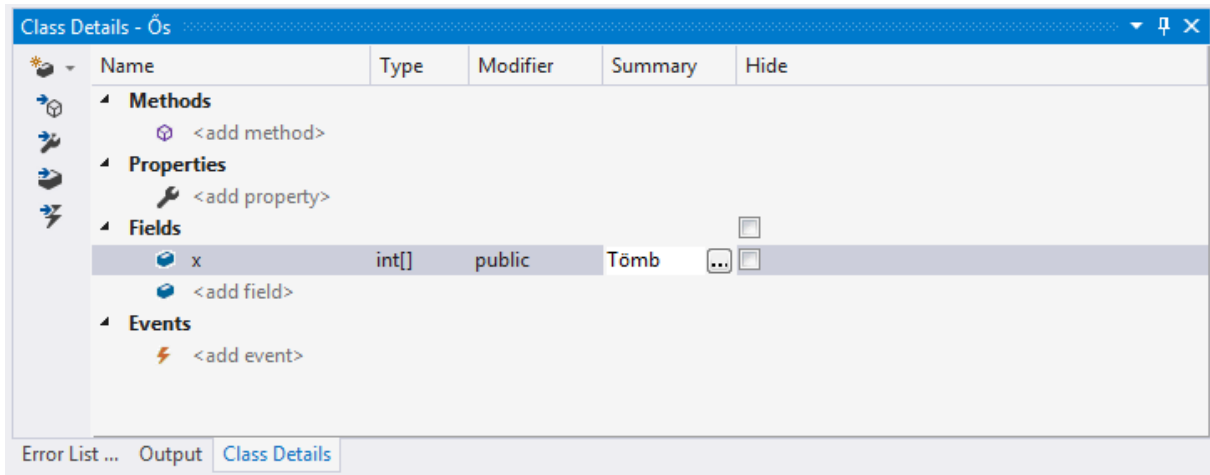 Class Details - Ős
Name Type Modifier Summary Hide
Methods
<add method>
Properties
<add property>
Fields
x int[] public Tömb ...
<add field>
Events
<add event>
Error List ... Output Class Details